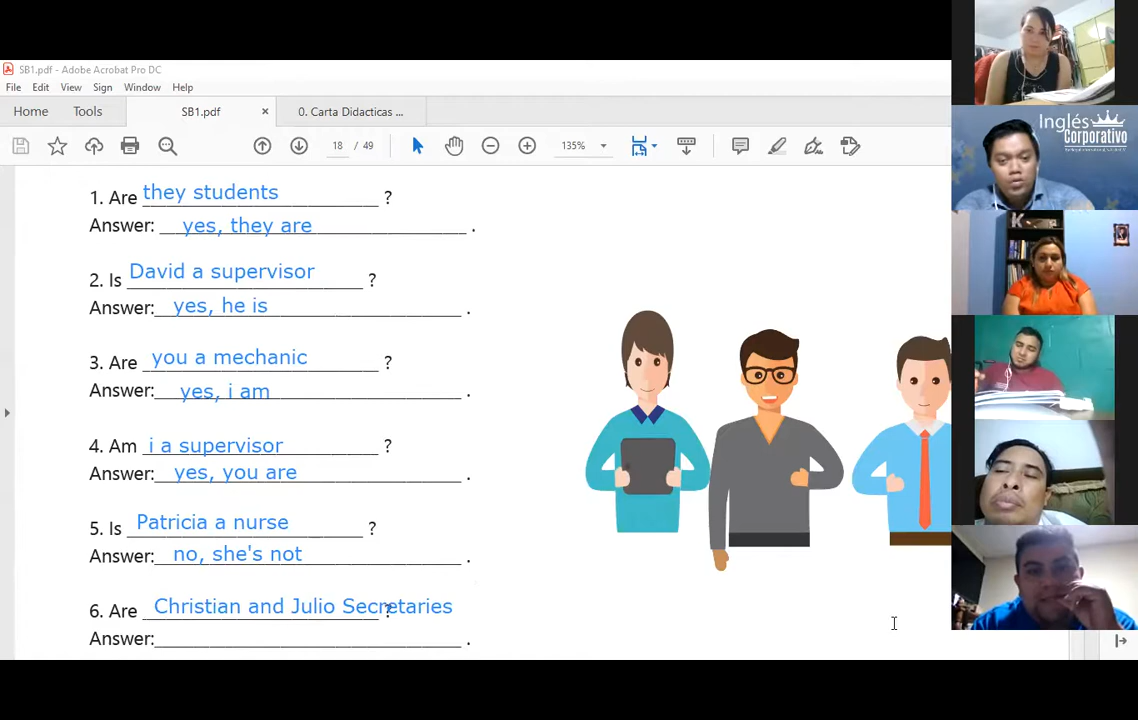 SB1.pdf - Adobe Acrobat Pro DC
File Edit View Sign Window Help
Home Tools SB1.pdf × 0. Carta Didacticas ...
18 / 49 135%
1. Are they students ?
Answer: yes, they are .
2. Is David a supervisor ?
Answer: yes, he is .
3. Are you a mechanic ?
Answer: yes, i am .
4. Am i a supervisor ?
Answer: yes, you are .
5. Is Patricia a nurse ?
Answer: no, she's not .
6. Are Christian and Julio Secretaries ?
Answer: .
Inglés
Corporativo
K